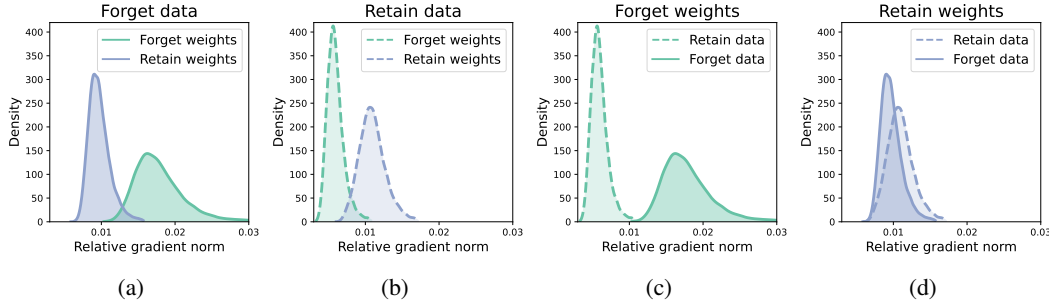 Forget data
Density
400
350
300
250
200
150
100
50
0
Forget weights
Retain weights
0.01
0.02
0.03
Relative gradient norm
(a)
Retain data
Density
400
350
300
250
200
150
100
50
0
Forget weights
Retain weights
0.01
0.02
0.03
Relative gradient norm
(b)
Forget weights
Density
400
350
300
250
200
150
100
50
0
Retain data
Forget data
0.01
0.02
0.03
Relative gradient norm
(c)
Retain weights
Density
400
350
300
250
200
150
100
50
0
Retain data
Forget data
0.01
0.02
0.03
Relative gradient norm
(d)